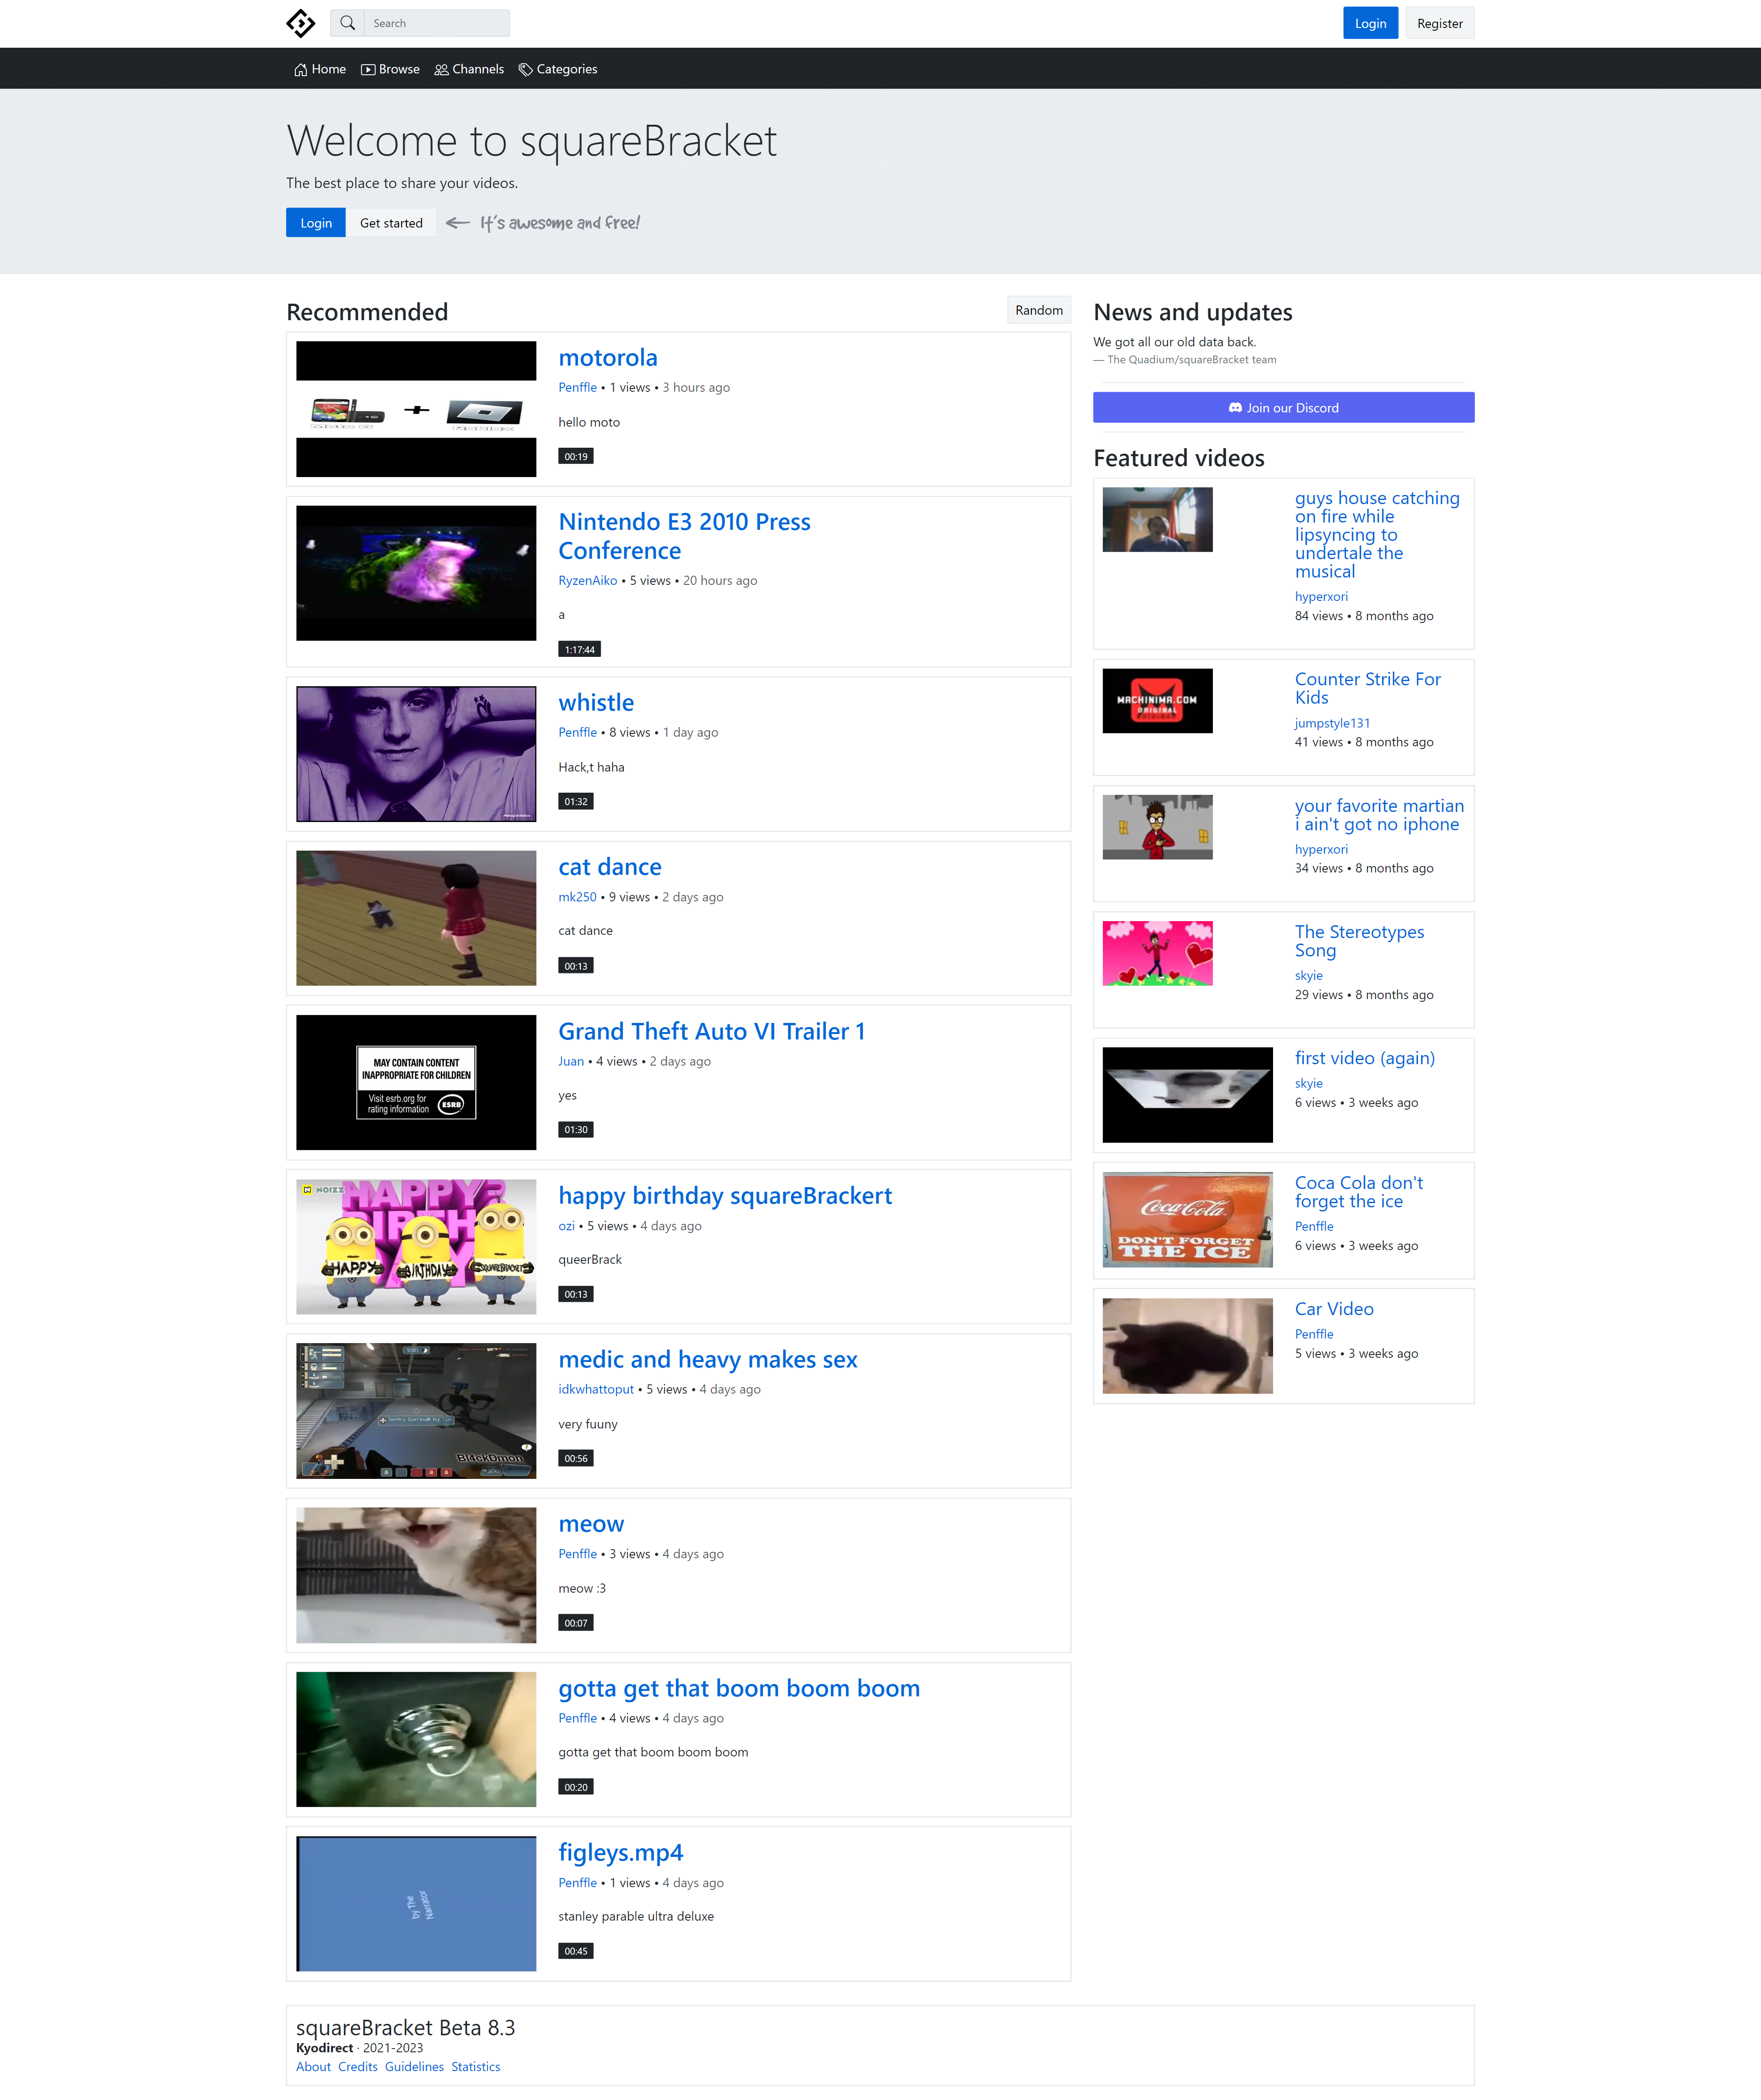 Search
Login
Register
Home
Browse
Channels
Categories
Welcome to squareBracket
The best place to share your videos.
Login
Get started
It's awesome and free!
Recommended
Random
motorola
Penffle • 1 views • 3 hours ago
hello moto
00:19
Nintendo E3 2010 Press
Conference
RyzenAiko • 5 views • 20 hours ago
a
1:17:44
whistle
Penffle • 8 views • 1 day ago
Hack,t haha
01:32
cat dance
mk250 • 9 views • 2 days ago
cat dance
00:13
MAY CONTAIN CONTENT
INAPPROPRIATE FOR CHILDREN
Visit esrb.org for
rating information
ESRB
Grand Theft Auto VI Trailer 1
Juan • 4 views • 2 days ago
yes
01:30
NOIZZ
HAPPY
BIRTH
DAY
HAPPY
BIRTHDAY
SQUAREBRACKET
happy birthday squareBrackert
ozi • 5 views • 4 days ago
queerBrack
00:13
Sentry Gun built by
Bl4ckDmon
medic and heavy makes sex
idkwhattoput • 5 views • 4 days ago
very fuuny
00:56
meow
Penffle • 3 views • 4 days ago
meow :3
00:07
gotta get that boom boom boom
Penffle • 4 views • 4 days ago
gotta get that boom boom boom
00:20
by The
Narrator
figleys.mp4
Penffle • 1 views • 4 days ago
stanley parable ultra deluxe
00:45
News and updates
We got all our old data back.
— The Quadium/squareBracket team
Join our Discord
Featured videos
guys house catching
on fire while
lipsyncing to
undertale the
musical
hyperxori
84 views • 8 months ago
MACHINIMA.COM
ORIGINAL
Counter Strike For
Kids
jumpstyle131
41 views • 8 months ago
your favorite martian
i ain't got no iphone
hyperxori
34 views • 8 months ago
The Stereotypes
Song
skyie
29 views • 8 months ago
first video (again)
skyie
6 views • 3 weeks ago
Coca-Cola
DON'T FORGET
THE ICE
Coca Cola don't
forget the ice
Penffle
6 views • 3 weeks ago
Car Video
Penffle
5 views • 3 weeks ago
squareBracket Beta 8.3
Kyodirect · 2021-2023
About Credits Guidelines Statistics